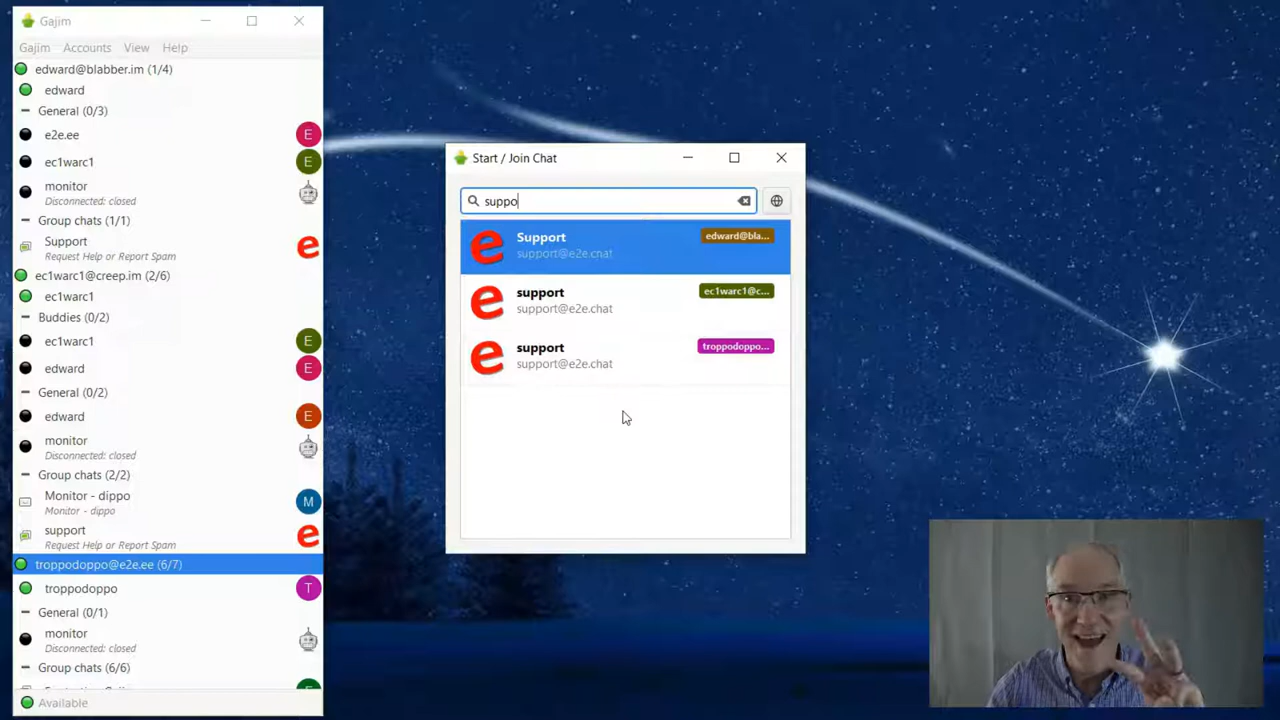 Gajim
Gajim Accounts View Help
edward@blabber.im (1/4)
edward
General (0/3)
e2e.ee
E
ec1warc1
E
monitor
Disconnected: closed
Group chats (1/1)
Support
Request Help or Report Spam
e
ec1warc1@creep.im (2/6)
ec1warc1
Buddies (0/2)
ec1warc1
E
edward
E
General (0/2)
edward
E
monitor
Disconnected: closed
Group chats (2/2)
Monitor - dippo
Monitor - dippo
M
support
Request Help or Report Spam
e
troppodoppo@e2e.ee (6/7)
troppodoppo
T
General (0/1)
monitor
Disconnected: closed
Group chats (6/6)
Available
Start / Join Chat
suppo
e
Support
support@e2e.chat
edward@bla...
e
support
support@e2e.chat
ec1warc1@c...
e
support
support@e2e.chat
troppodoppo...